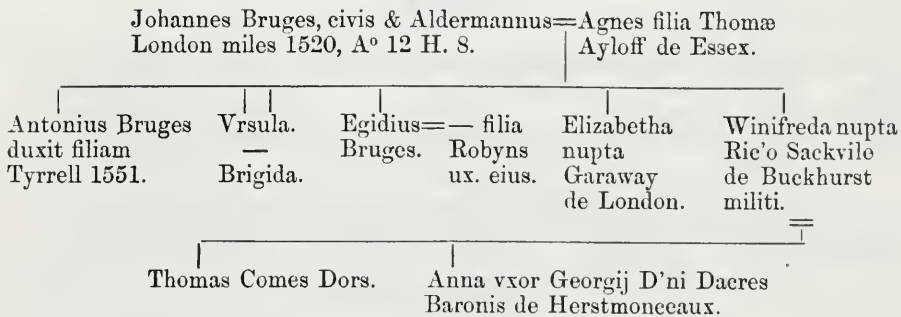 Johannes Bruges, civis & Aldermannus=Agnes filia Thomæ
London miles 1520, Aº 12 H. 8. Ayloff de Essex.
Antonius Bruges
duxit filiam
Tyrrell 1551.
Vrsula.
—
Brigida.
Egidius=— filia
Bruges. Robyns
ux. eius.
Elizabetha
nupta
Garaway
de London.
Winifreda nupta
Ric'o Sackvile
de Buckhurst
militi.
Thomas Comes Dors.
Anna vxor Georgij D'ni Dacres
Baronis de Herstmonceaux.